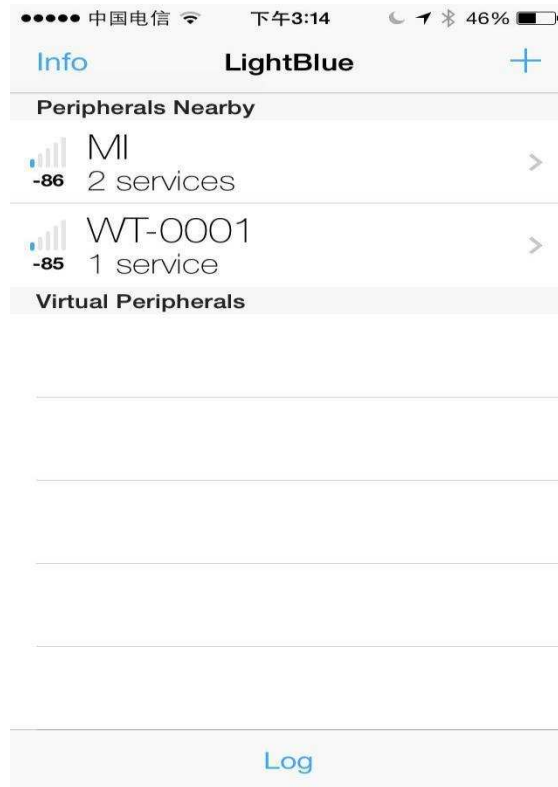 中国电信 下午3:14 46%
Info LightBlue +
Peripherals Nearby
MI
-86 2 services
WT-0001
-85 1 service
Virtual Peripherals
Log